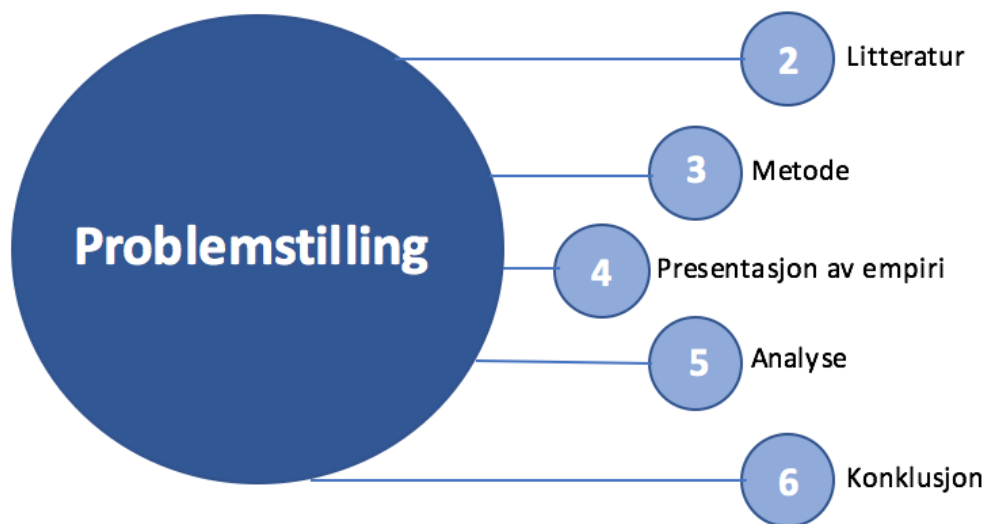 Problemstilling
2 Litteratur
3 Metode
4 Presentasjon av empiri
5 Analyse
6 Konklusjon